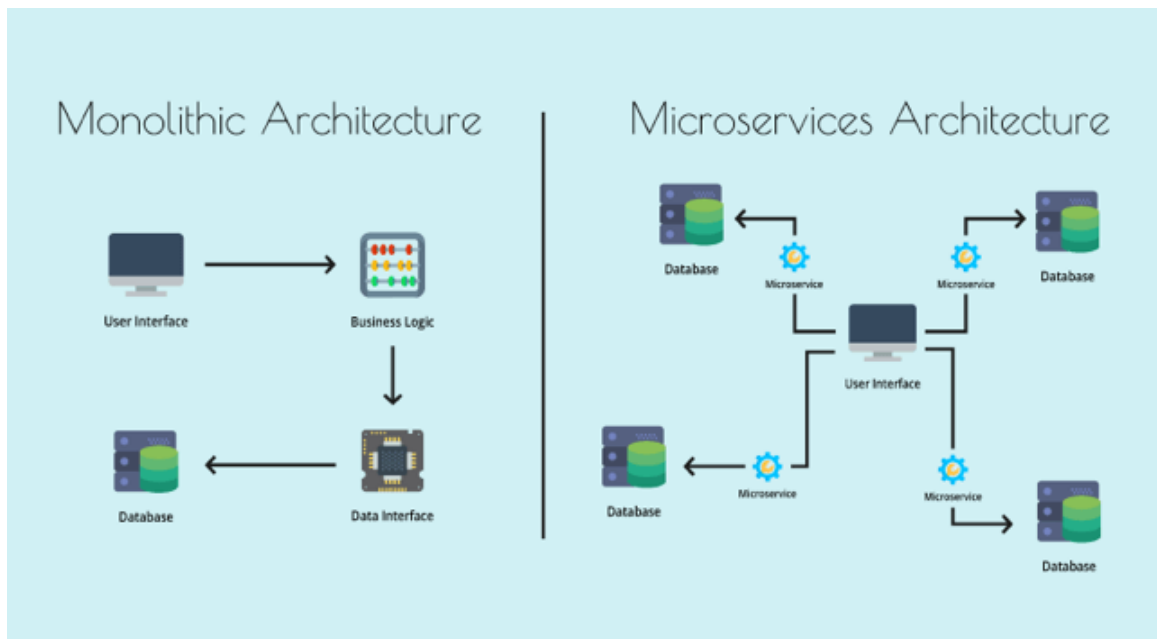 Monolithic Architecture
User Interface
Business Logic
Database
Data Interface
Microservices Architecture
Database
Microservice
Microservice
Database
User Interface
Database
Microservice
Microservice
Database